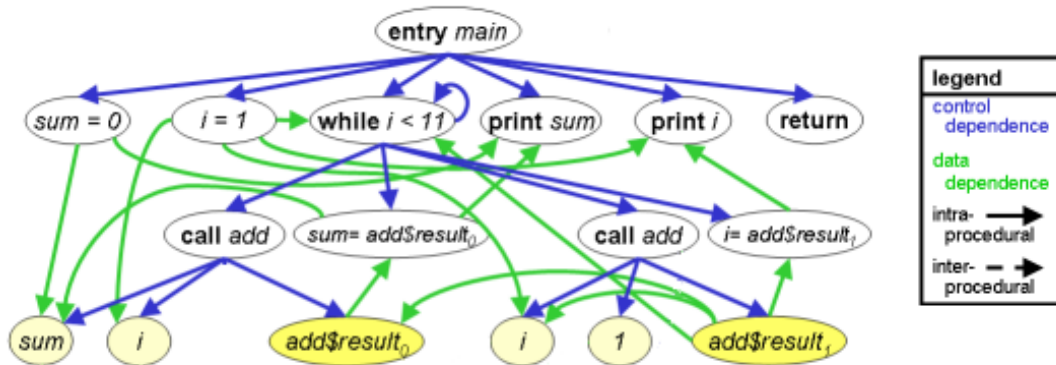 entry main
sum = 0
i = 1
while i < 11
print sum
print i
return
call add
sum= add$result0
call add
i= add$result1
sum
i
add$result0
i
1
add$result1
legend
control
dependence
data
dependence
intra-
procedural
inter-
procedural